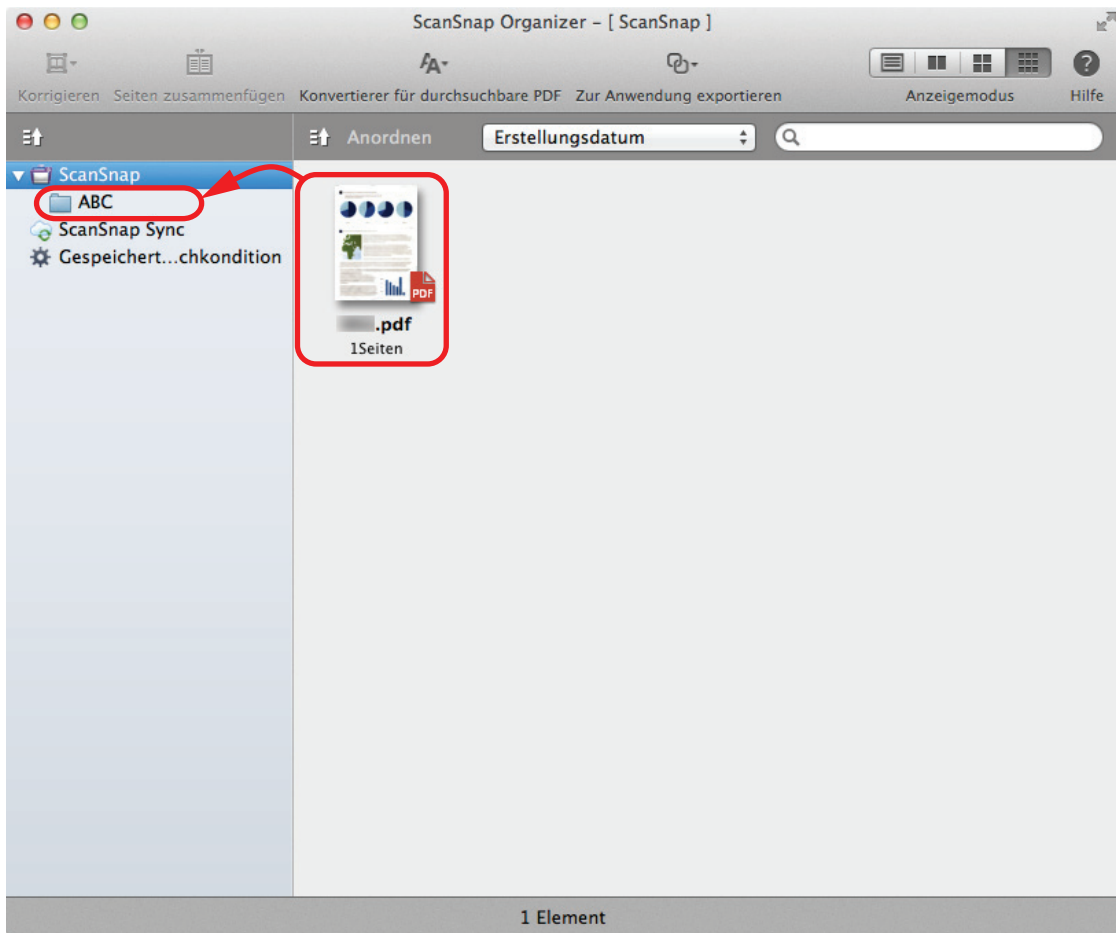 ScanSnap Organizer – [ ScanSnap ]
Korrigieren Seiten zusammenfügen Konvertierer für durchsuchbare PDF Zur Anwendung exportieren Anzeigemodus Hilfe
Anordnen Erstellungsdatum
ScanSnap
ABC
ScanSnap Sync
Gespeichert...chkondition
PDF
.pdf
1Seiten
1 Element